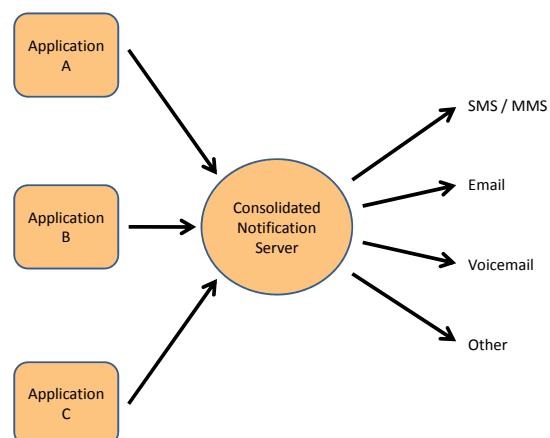 Application
A
Application
B
Application
C
Consolidated
Notification
Server
SMS / MMS
Email
Voicemail
Other